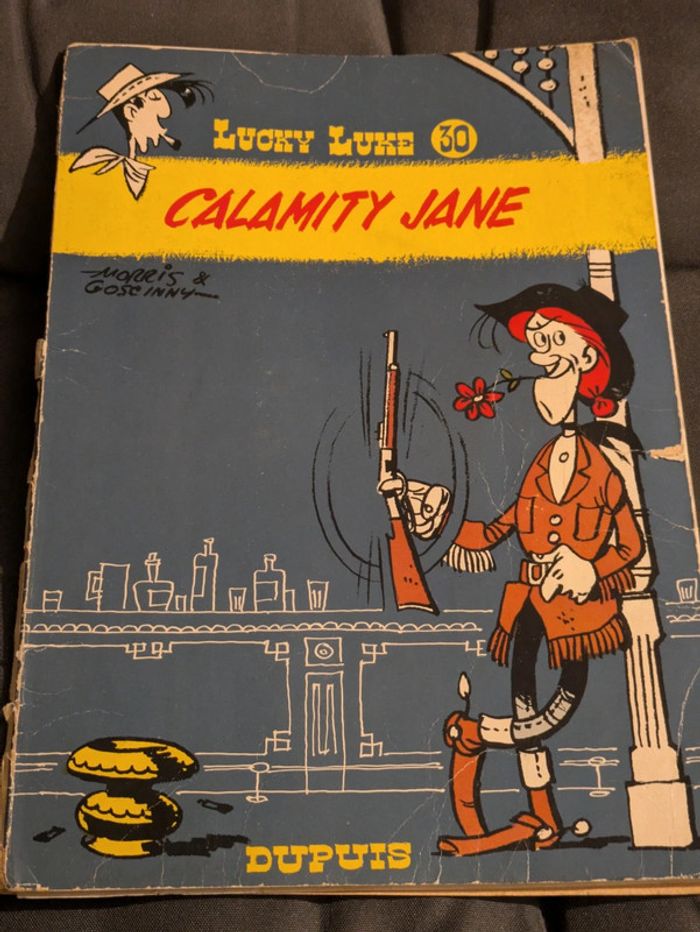 LUCKY LUKE 30
CALAMITY JANE
MORRIS &
GOSCINNY
DUPUIS